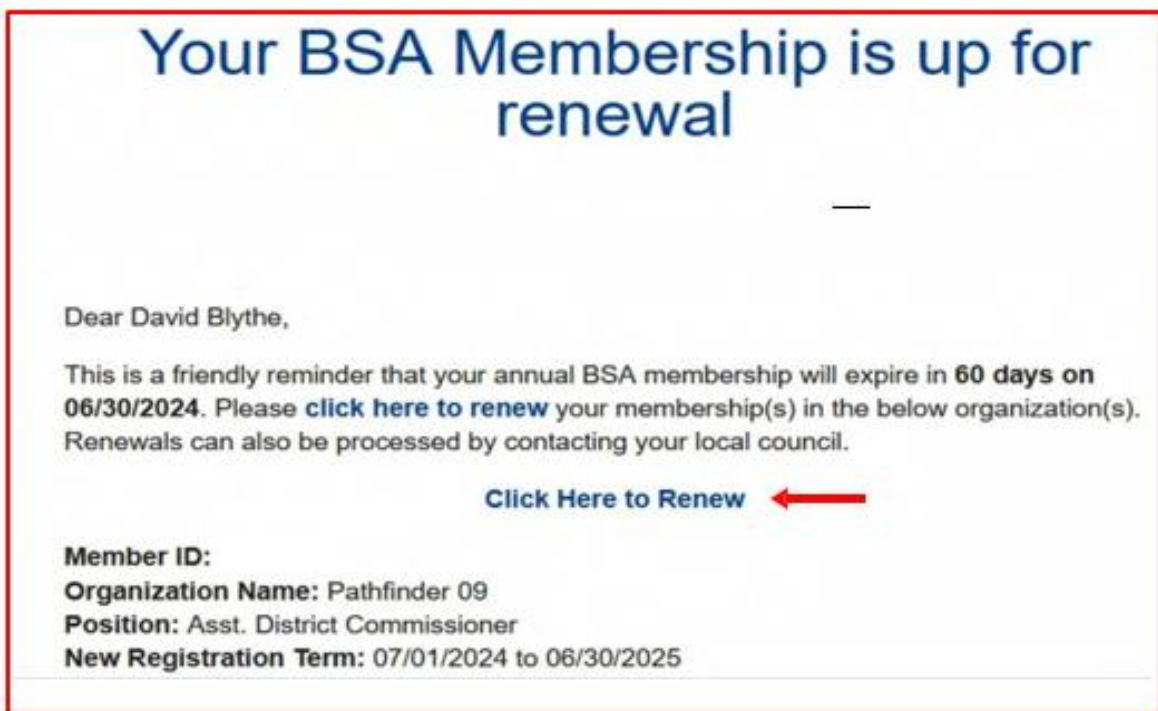 Your BSA Membership is up for
renewal
Dear David Blythe,
This is a friendly reminder that your annual BSA membership will expire in 60 days on
06/30/2024. Please click here to renew your membership(s) in the below organization(s).
Renewals can also be processed by contacting your local council.
Click Here to Renew
Member ID:
Organization Name: Pathfinder 09
Position: Asst. District Commissioner
New Registration Term: 07/01/2024 to 06/30/2025